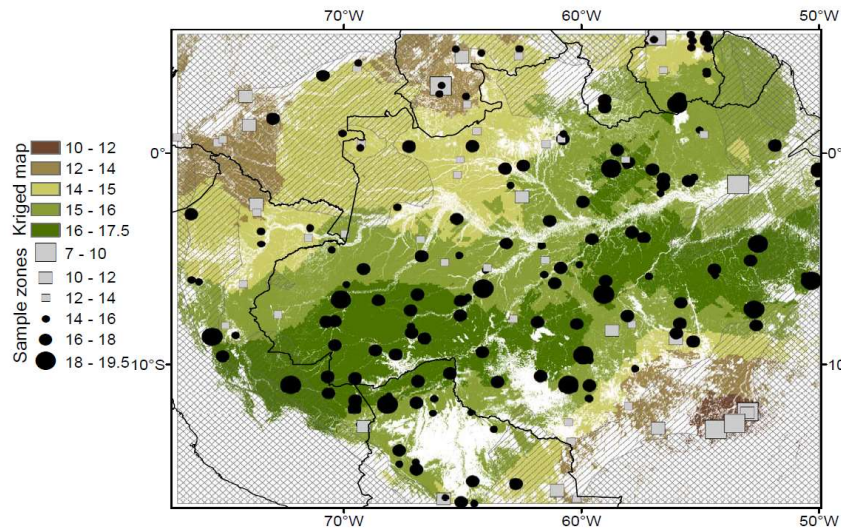 70°W 60°W 50°W
Kriged map
10 - 12
12 - 14
14 - 15
15 - 16
16 - 17.5
Sample zones
7 - 10
10 - 12
12 - 14
14 - 16
16 - 18
18 - 19.5
0° 0°
10°S 10°S
70°W 60°W 50°W